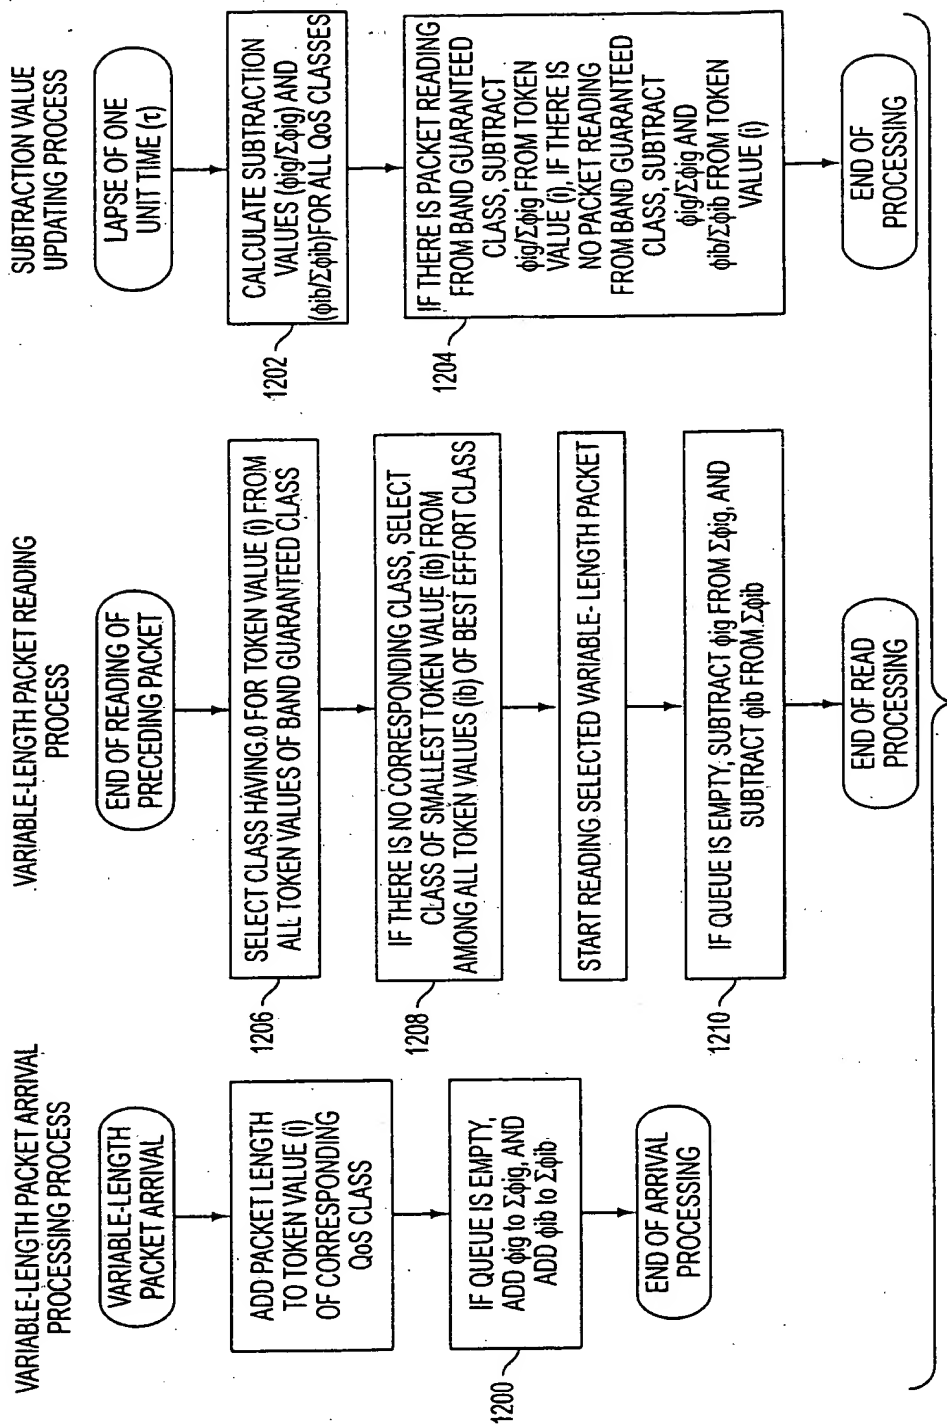 VARIABLE-LENGTH PACKET ARRIVAL
PROCESSING PROCESS
VARIABLE-LENGTH
PACKET ARRIVAL
ADD PACKET LENGTH
TO TOKEN VALUE (i)
OF CORRESPONDING
QoS CLASS
IF QUEUE IS EMPTY,
ADD ϕig to Σϕig, AND
ADD ϕib to Σϕib
1200
END OF ARRIVAL
PROCESSING
VARIABLE-LENGTH PACKET READING
PROCESS
END OF READING OF
PRECEDING PACKET
SELECT CLASS HAVING 0 FOR TOKEN VALUE (i) FROM
ALL TOKEN VALUES OF BAND GUARANTEED CLASS
1206
IF THERE IS NO CORRESPONDING CLASS, SELECT
CLASS OF SMALLEST TOKEN VALUE (ib) FROM
AMONG ALL TOKEN VALUES (ib) OF BEST EFFORT CLASS
1208
START READING SELECTED VARIABLE- LENGTH PACKET
IF QUEUE IS EMPTY, SUBTRACT ϕig FROM Σϕig, AND
SUBTRACT ϕib FROM Σϕib
1210
END OF READ
PROCESSING
SUBTRACTION VALUE
UPDATING PROCESS
LAPSE OF ONE
UNIT TIME (τ)
CALCULATE SUBTRACTION
VALUES (ϕig/Σϕig) AND
(ϕib/Σϕib)FOR ALL QoS CLASSES
1202
IF THERE IS PACKET READING
FROM BAND GUARANTEED
CLASS, SUBTRACT
ϕig/Σϕig FROM TOKEN
VALUE (i), IF THERE IS
NO PACKET READING
FROM BAND GUARANTEED
CLASS, SUBTRACT
ϕig/Σϕig AND
ϕib/Σϕib FROM TOKEN
VALUE (i)
1204
END OF
PROCESSING